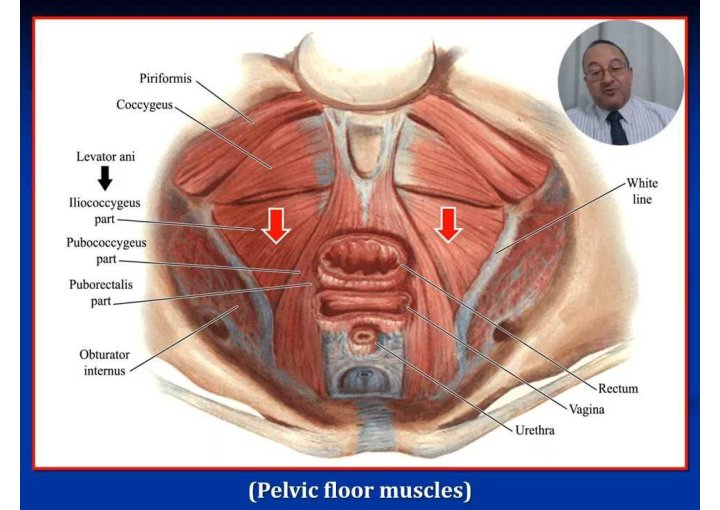 Piriformis
Coccygeus
Levator ani
Iliococcygeus
part
Pubococcygeus
part
Puborectalis
part
Obturator
internus
White
line
Rectum
Vagina
Urethra
(Pelvic floor muscles)